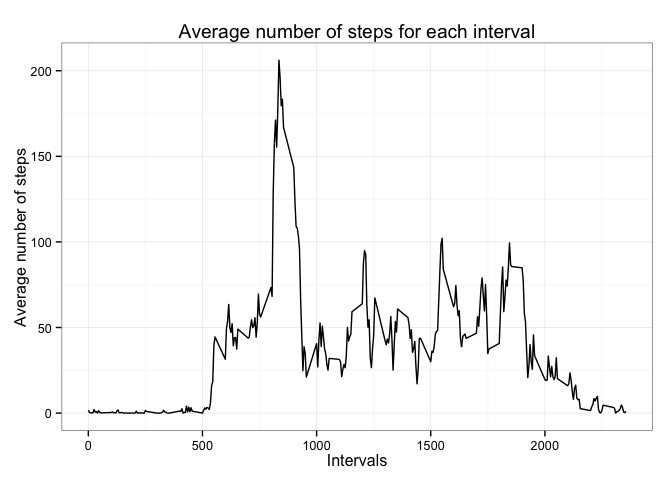 Average number of steps for each interval
Average number of steps
200
150
100
50
0
0 500 1000 1500 2000
Intervals